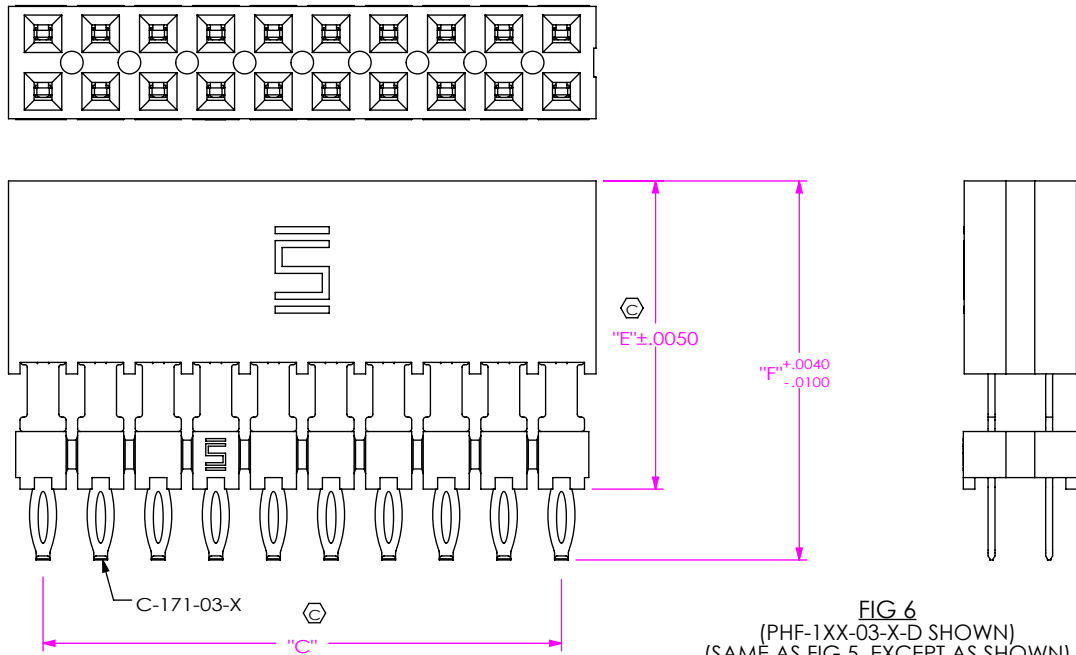 C
"E"±.0050
"F"+.0040
-.0100
C-171-03-X
C
"C"
FIG 6
(PHF-1XX-03-X-D SHOWN)
(SAME AS FIG 5, EXCEPT AS SHOWN)